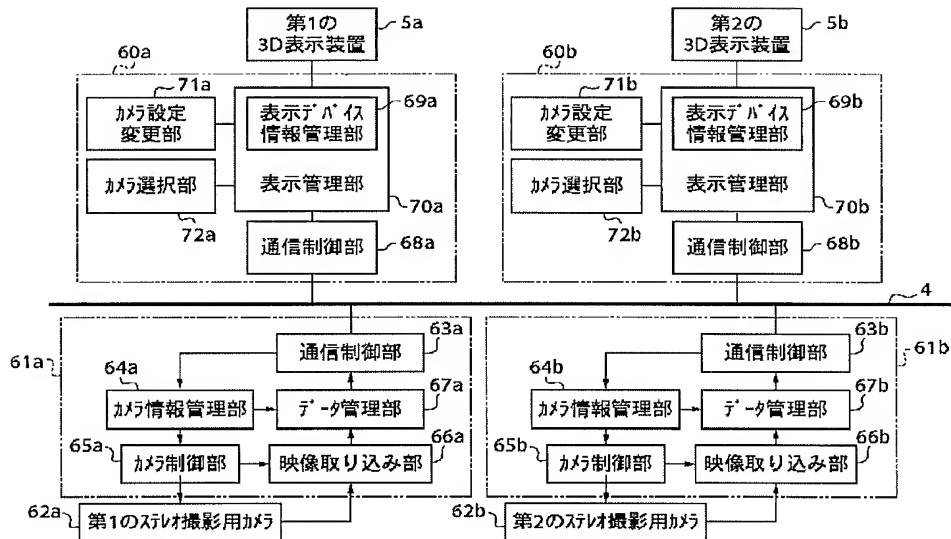 第1の
3D表示装置
5a
第2の
3D表示装置
5b
60a
71a
ｶﾒﾗ設定
変更部
表示ﾃﾞﾊﾞｲｽ
情報管理部
69a
ｶﾒﾗ選択部
72a
表示管理部
70a
通信制御部
68a
60b
71b
ｶﾒﾗ設定
変更部
表示ﾃﾞﾊﾞｲｽ
情報管理部
69b
ｶﾒﾗ選択部
72b
表示管理部
70b
通信制御部
68b
4
61a
通信制御部
63a
64a
ｶﾒﾗ情報管理部
ﾃﾞｰﾀ管理部
67a
65a
ｶﾒﾗ制御部
映像取り込み部
66a
62a
第1のｽﾃﾚｵ撮影用ｶﾒﾗ
61b
通信制御部
63b
64b
ｶﾒﾗ情報管理部
ﾃﾞｰﾀ管理部
67b
65b
ｶﾒﾗ制御部
映像取り込み部
66b
62b
第2のｽﾃﾚｵ撮影用ｶﾒﾗ